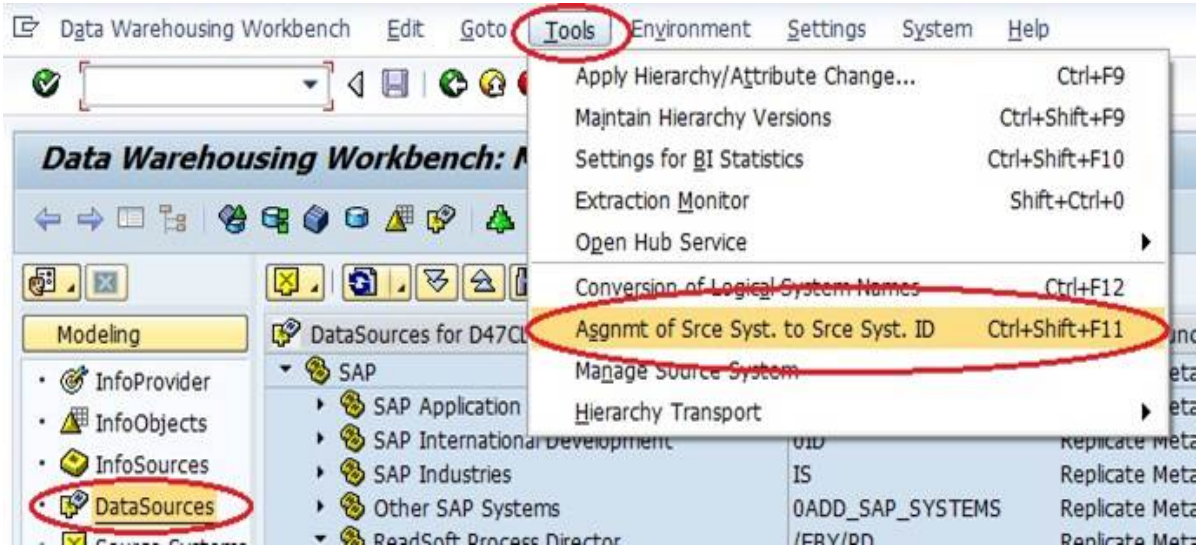 Data Warehousing Workbench Edit Goto Tools Environment Settings System Help
Apply Hierarchy/Attribute Change... Ctrl+F9
Maintain Hierarchy Versions Ctrl+Shift+F9
Settings for BI Statistics Ctrl+Shift+F10
Extraction Monitor Shift+Ctrl+0
Open Hub Service
Conversion of Logical System Names Ctrl+F12
Asgnmt of Srce Syst. to Srce Syst. ID Ctrl+Shift+F11
Manage Source System
Hierarchy Transport
Data Warehousing Workbench:
Modeling
InfoProvider
InfoObjects
InfoSources
DataSources
Source Systems
DataSources for D47CL
SAP
SAP Application
SAP International Development 0ID Replicate Meta
SAP Industries IS Replicate Meta
Other SAP Systems 0ADD_SAP_SYSTEMS Replicate Meta
ReadSoft Process Director /EBY/PD Replicate Meta